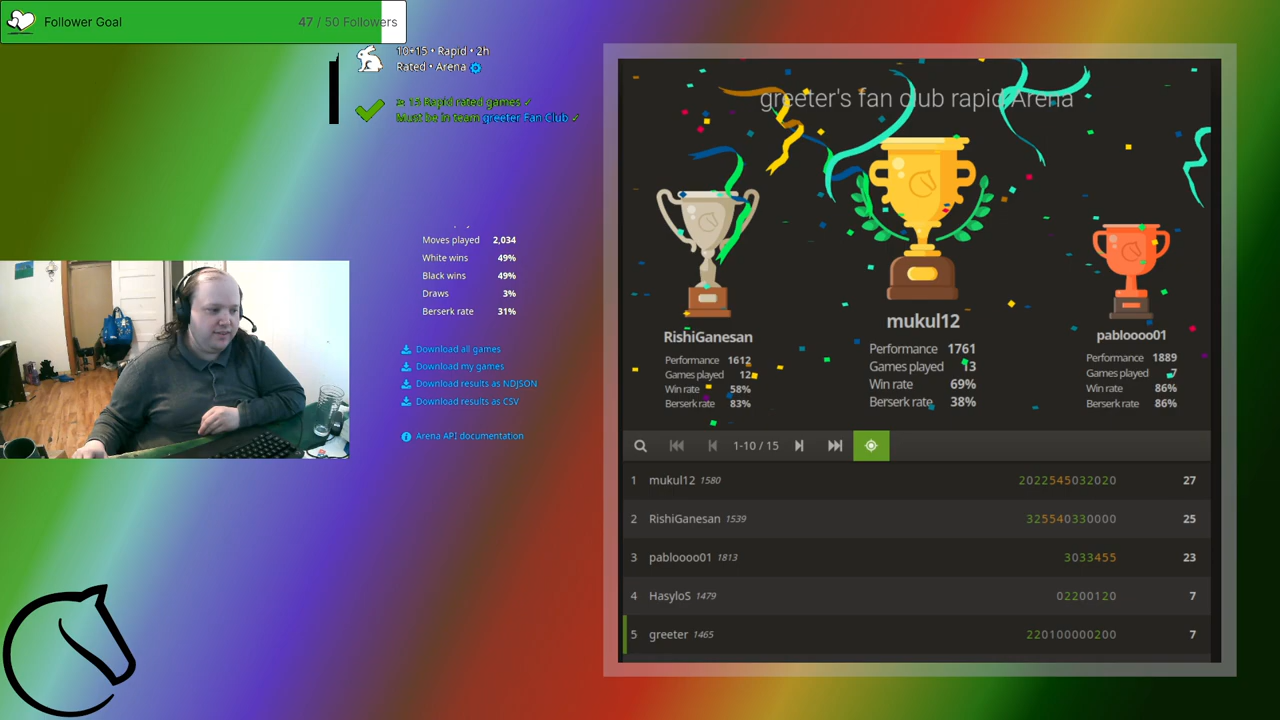 Follower Goal
47 / 50 Followers
10+15 • Rapid • 2h
Rated • Arena
≥ 15 Rapid rated games ✓
Must be in team greeter Fan Club ✓
Moves played 2,034
White wins 49%
Black wins 49%
Draws 3%
Berserk rate 31%
Download all games
Download my games
Download results as NDJSON
Download results as CSV
Arena API documentation
greeter's fan club rapid Arena
RishiGanesan
Performance 1612
Games played 12
Win rate 58%
Berserk rate 83%
mukul12
Performance 1761
Games played 13
Win rate 69%
Berserk rate 38%
pabloooo01
Performance 1889
Games played 7
Win rate 86%
Berserk rate 86%
1-10 / 15
1 mukul12 1580 2022545032020 27
2 RishiGanesan 1539 325540330000 25
3 pabloooo01 1813 3033455 23
4 HasyloS 1479 02200120 7
5 greeter 1465 220100000200 7